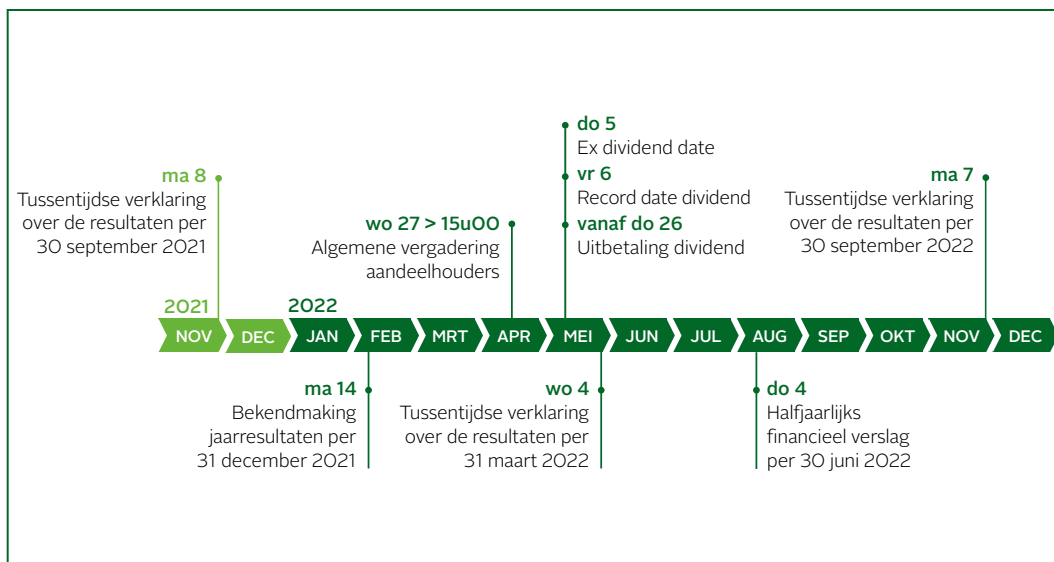 do 5
Ex dividend date
ma 8
Tussentijdse verklaring
over de resultaten per
30 september 2021
vr 6
Record date dividend
ma 7
Tussentijdse verklaring
over de resultaten per
30 september 2022
wo 27 > 15u00
Algemene vergadering
aandeelhouders
vanaf do 26
Uitbetaling dividend
2021
2022
NOV DEC JAN FEB MRT APR MEI JUN JUL AUG SEP OKT NOV DEC
ma 14
Bekendmaking
jaarresultaten per
31 december 2021
wo 4
Tussentijdse verklaring
over de resultaten per
31 maart 2022
do 4
Halfjaarlijks
financieel verslag
per 30 juni 2022